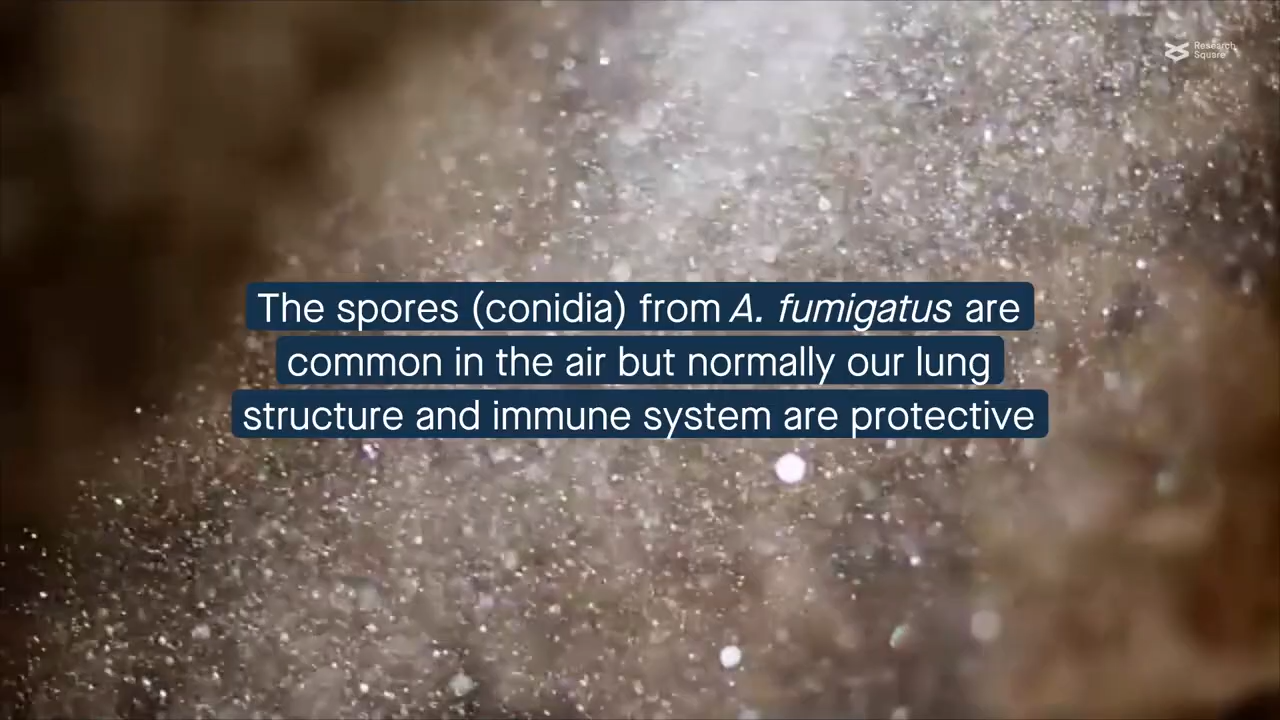 Research
Square
The spores (conidia) from A. fumigatus are
common in the air but normally our lung
structure and immune system are protective